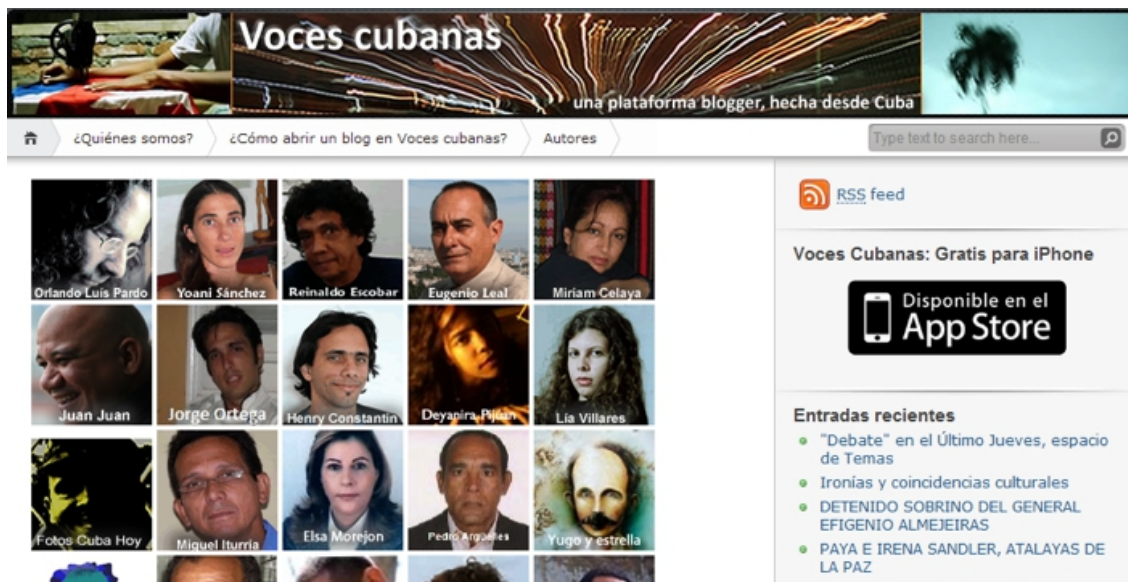 Voces cubanas
una plataforma blogger, hecha desde Cuba
¿Quiénes somos?
¿Cómo abrir un blog en Voces cubanas?
Autores
Type text to search here...
Orlando Luís Pardo
Yoani Sánchez
Reinaldo Escobar
Eugenio Leal
Miriam Celaya
Juan Juan
Jorge Ortega
Henry Constantin
Deyanira Pijuán
Lía Villares
Fotos Cuba Hoy
Miguel Iturria
Elsa Morejon
Pedro Argüelles
Yugo y estrella
RSS feed
Voces Cubanas: Gratis para iPhone
Disponible en el
App Store
Entradas recientes
"Debate" en el Último Jueves, espacio
de Temas
Ironías y coincidencias culturales
DETENIDO SOBRINO DEL GENERAL
EFIGENIO ALMEJEIRAS
PAYA E IRENA SANDLER, ATALAYAS DE
LA PAZ